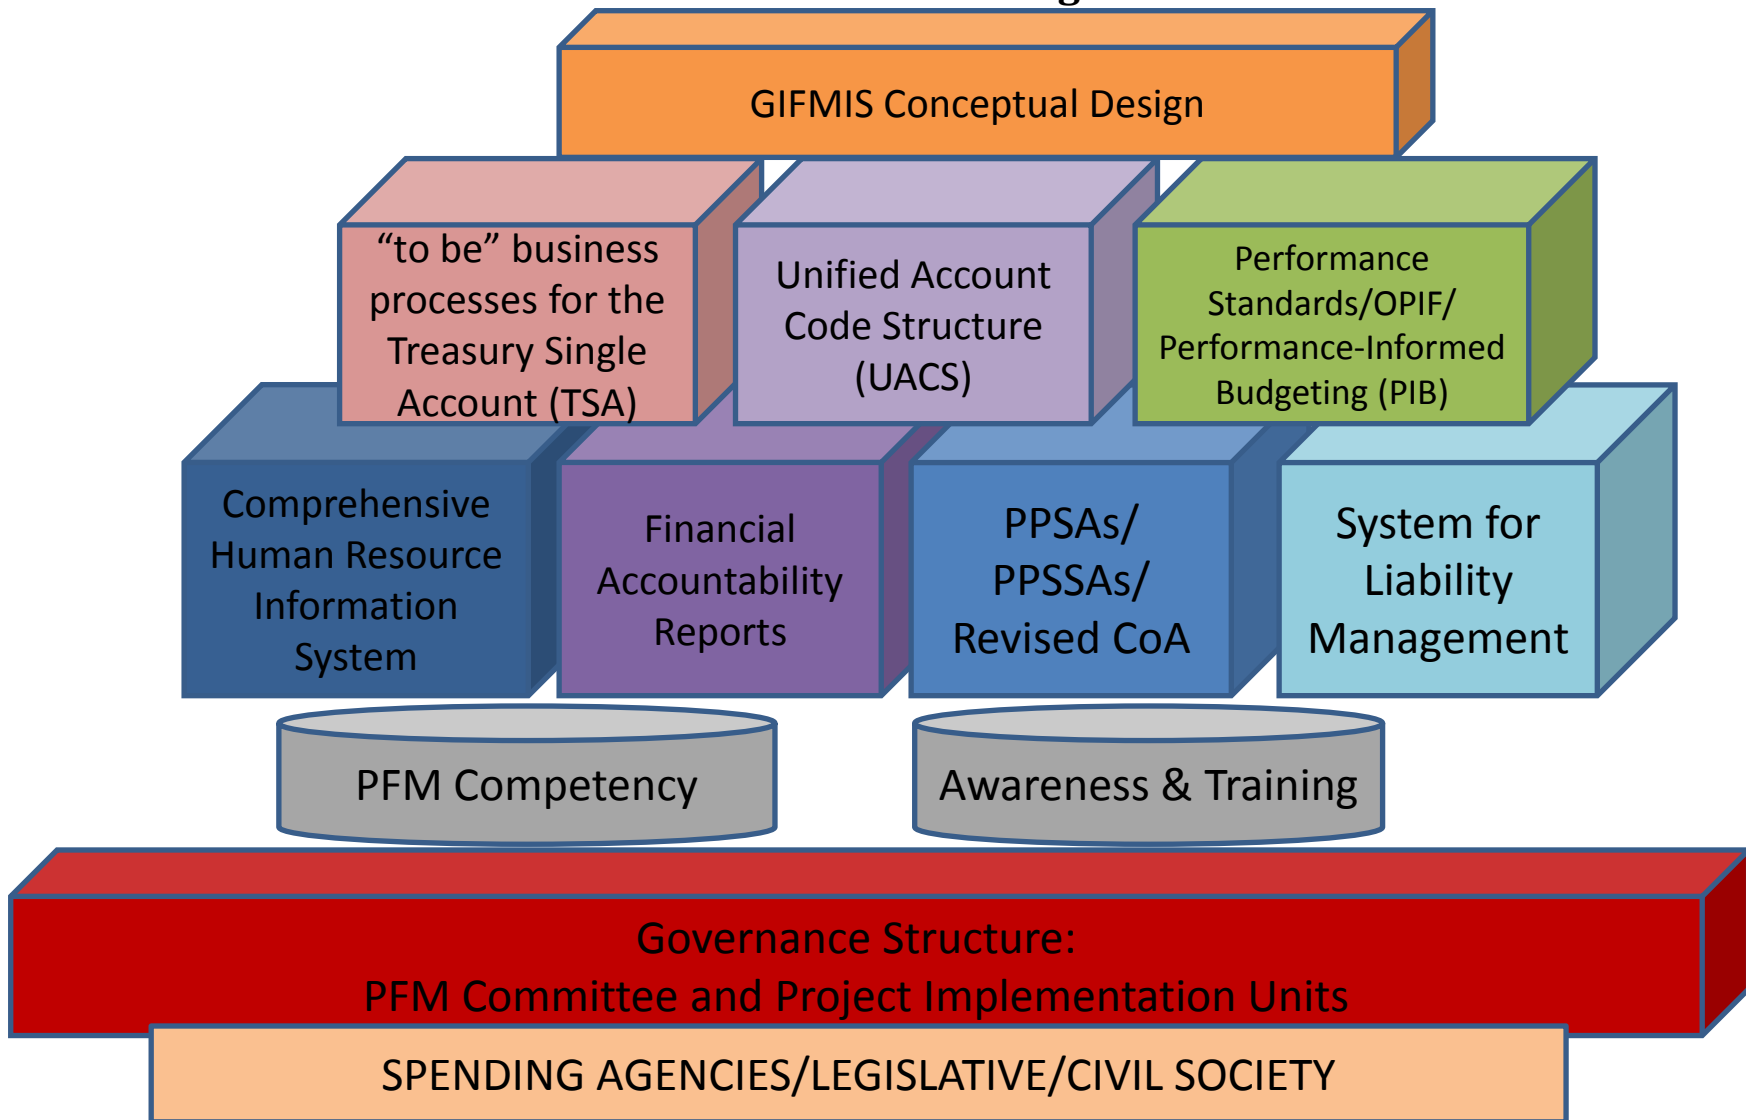 GIFMIS Conceptual Design
“to be” business
processes for the
Treasury Single
Account (TSA)
Unified Account
Code Structure
(UACS)
Performance
Standards/OPIF/
Performance-Informed
Budgeting (PIB)
Comprehensive
Human Resource
Information
System
Financial
Accountability
Reports
PPSAs/
PPSSAs/
Revised CoA
System for
Liability
Management
PFM Competency
Awareness & Training
Governance Structure:
PFM Committee and Project Implementation Units
SPENDING AGENCIES/LEGISLATIVE/CIVIL SOCIETY